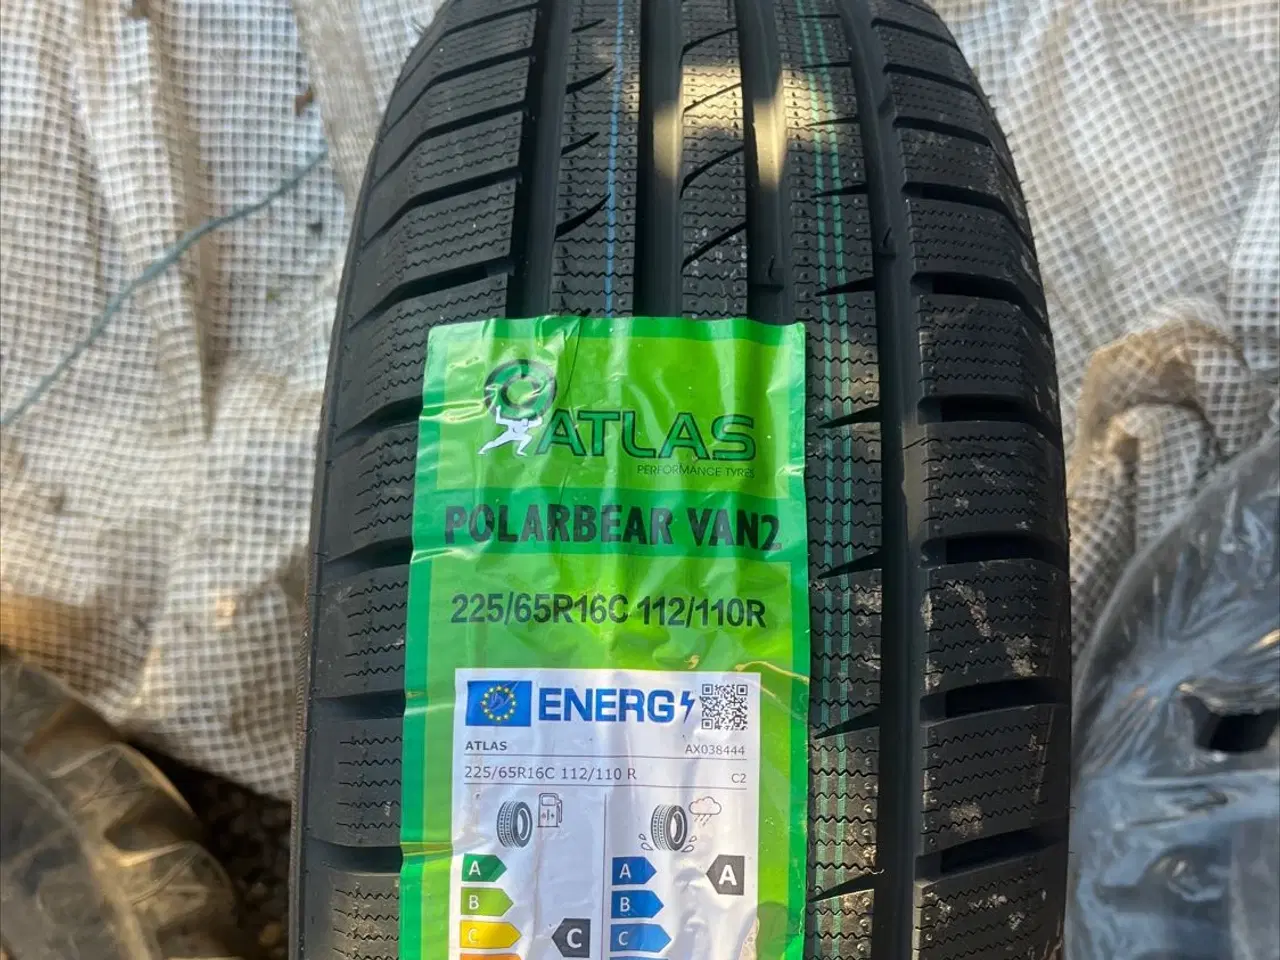 ATLAS
PERFORMANCE TYRES
POLARBEAR VAN2
225/65R16C 112/110R
ENERG
ATLAS AX038444
225/65R16C 112/110 R C2
A A A
B B
C C C